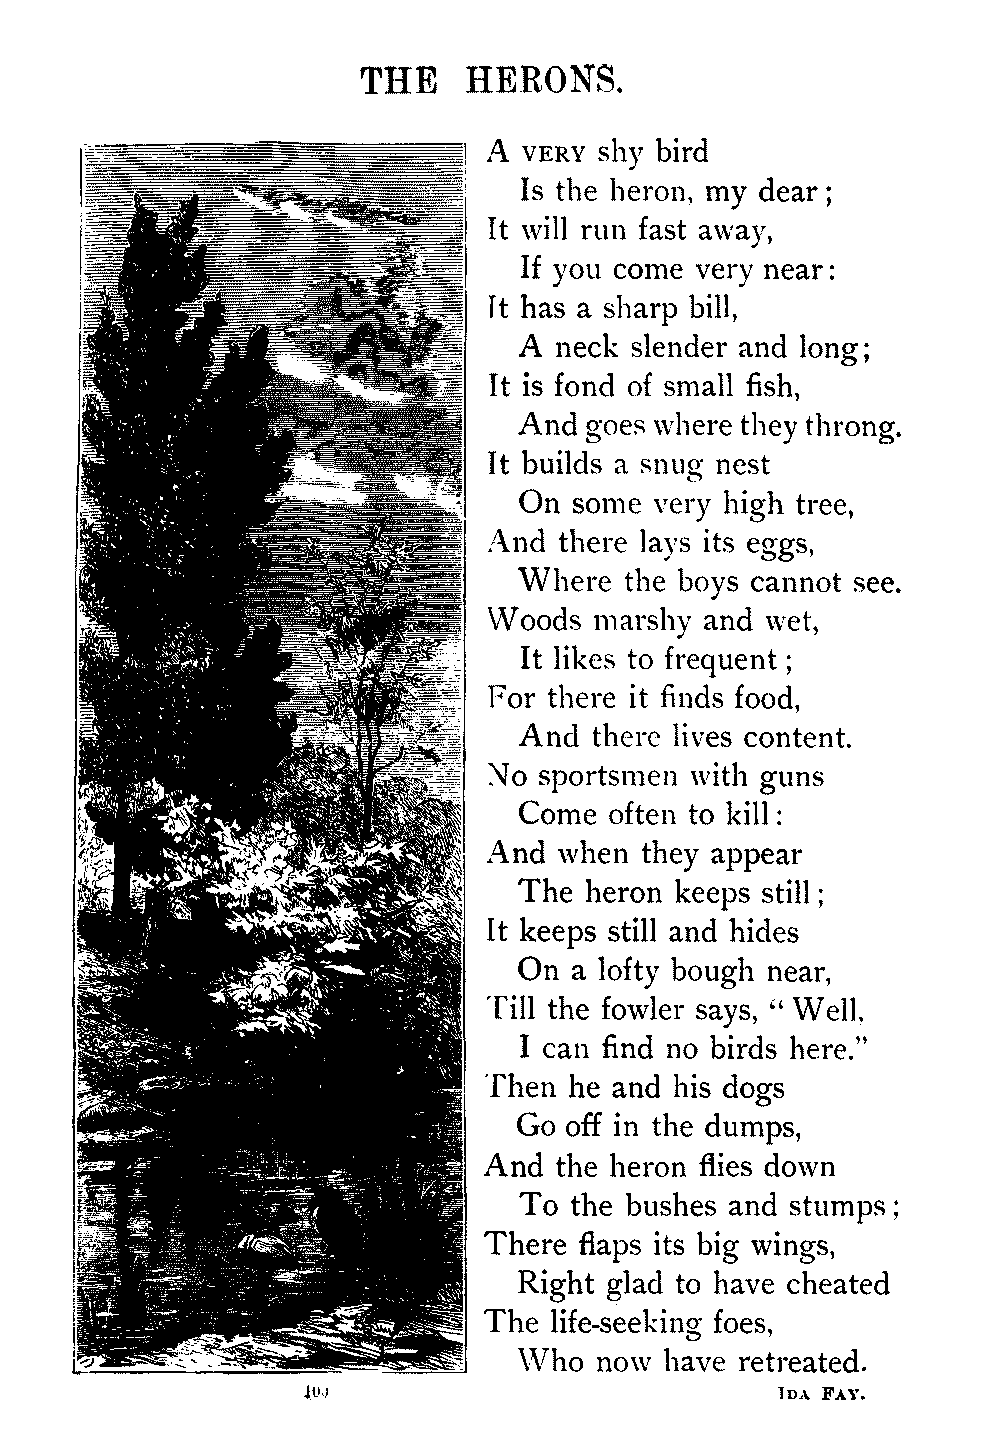 THE HERONS.
A VERY shy bird
Is the heron, my dear;
It will run fast away,
If you come very near:
It has a sharp bill,
A neck slender and long;
It is fond of small fish,
And goes where they throng.
It builds a snug nest
On some very high tree,
And there lays its eggs,
Where the boys cannot see.
Woods marshy and wet,
It likes to frequent;
For there it finds food,
And there lives content.
No sportsmen with guns
Come often to kill:
And when they appear
The heron keeps still;
It keeps still and hides
On a lofty bough near,
Till the fowler says, "Well,
I can find no birds here."
Then he and his dogs
Go off in the dumps,
And the heron flies down
To the bushes and stumps;
There flaps its big wings,
Right glad to have cheated
The life-seeking foes,
Who now have retreated.
IDA FAY.